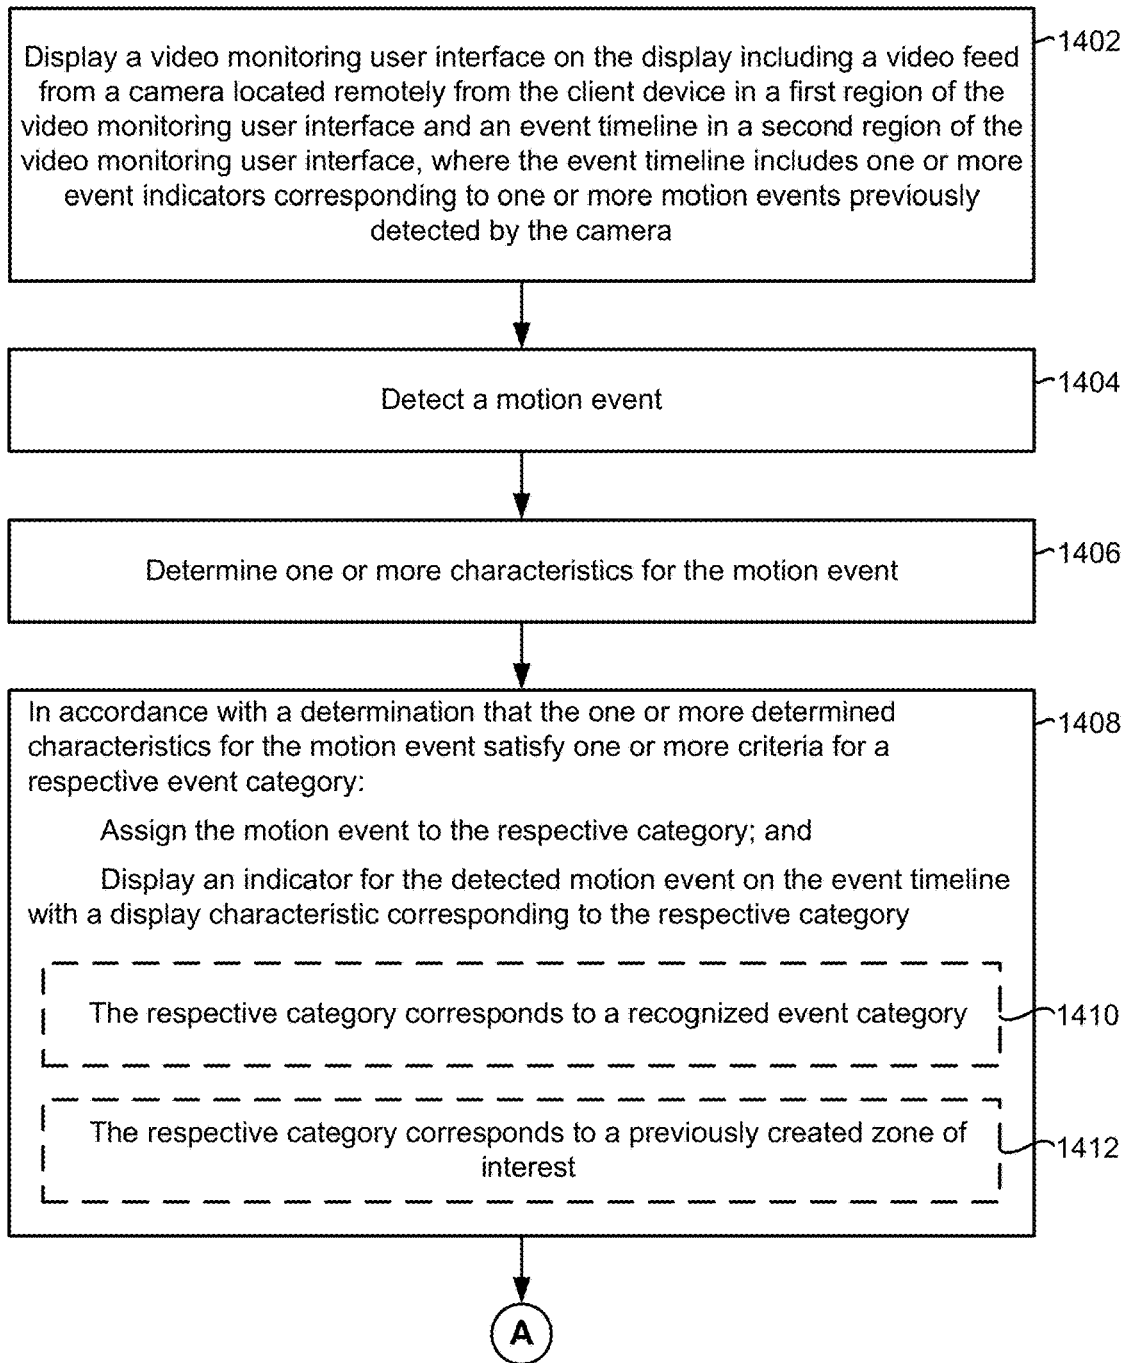 1402
Display a video monitoring user interface on the display including a video feed
from a camera located remotely from the client device in a first region of the
video monitoring user interface and an event timeline in a second region of the
video monitoring user interface, where the event timeline includes one or more
event indicators corresponding to one or more motion events previously
detected by the camera
1404
Detect a motion event
1406
Determine one or more characteristics for the motion event
1408
In accordance with a determination that the one or more determined
characteristics for the motion event satisfy one or more criteria for a
respective event category:
Assign the motion event to the respective category; and
Display an indicator for the detected motion event on the event timeline
with a display characteristic corresponding to the respective category
The respective category corresponds to a recognized event category
1410
The respective category corresponds to a previously created zone of
interest
1412
A